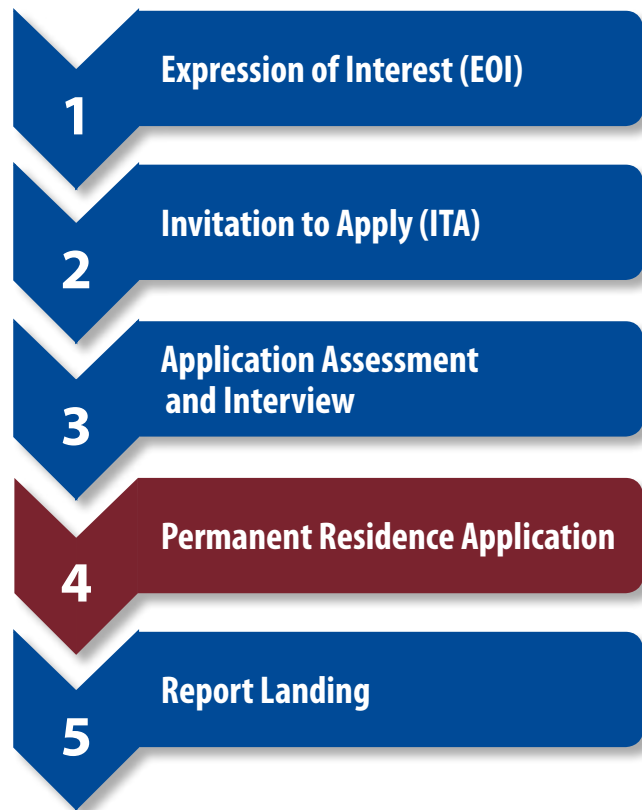 1
Expression of Interest (EOI)
2
Invitation to Apply (ITA)
3
Application Assessment
and Interview
4
Permanent Residence Application
5
Report Landing